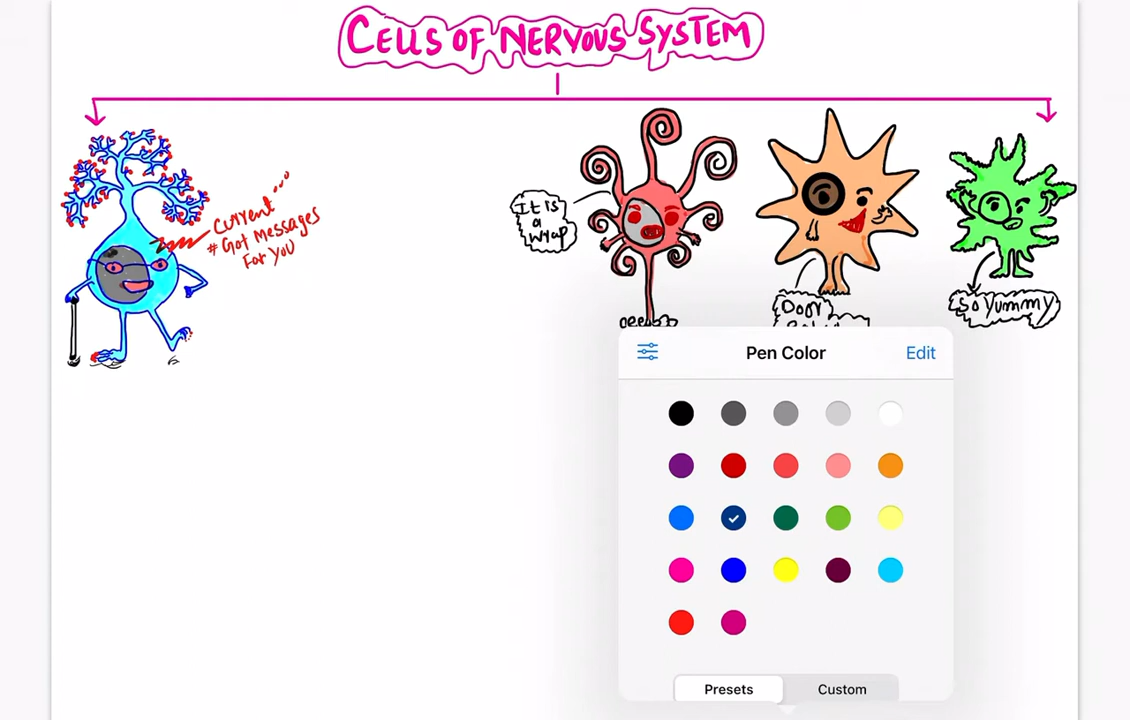 CELLS OF NERVOUS SYSTEM
Current...
# Got Messages
For You
It is
a
Wrap
Door
So Yummy
Pen Color
Edit
Presets
Custom